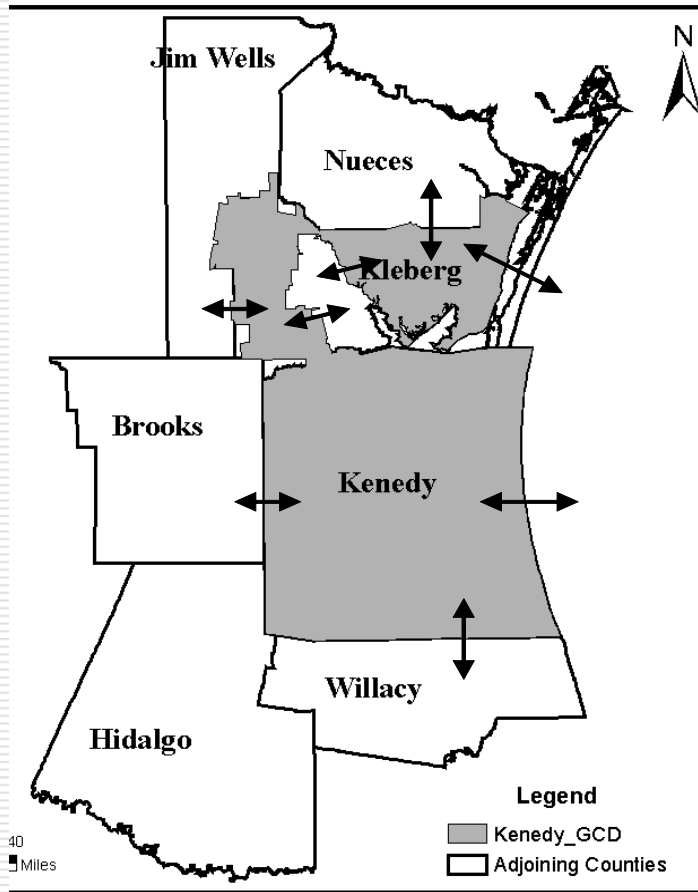 N
Jim Wells
Nueces
Kleberg
Brooks
Kenedy
Willacy
Hidalgo
Legend
Kenedy_GCD
Adjoining Counties
40
Miles